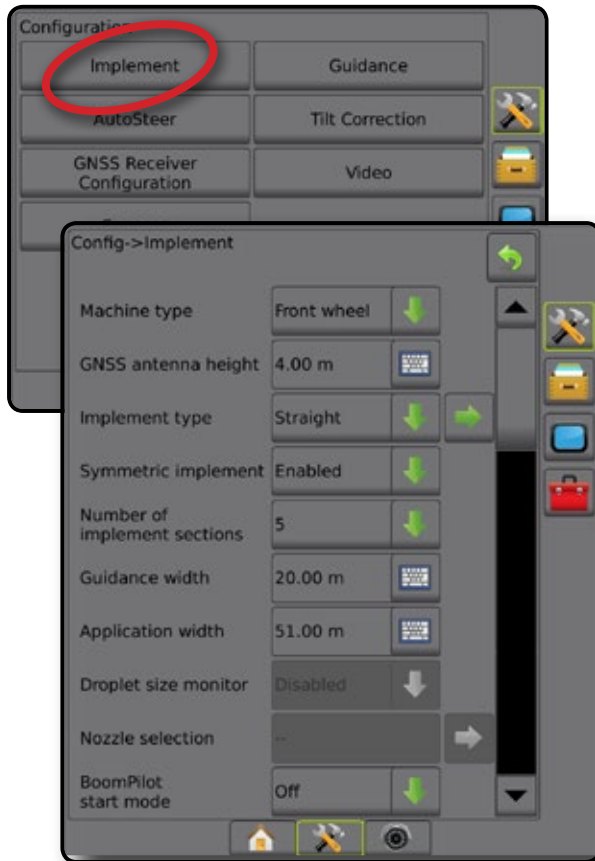 Configuration
Implement
Guidance
AutoSteer
Tilt Correction
GNSS Receiver
Configuration
Video
Config->Implement
Machine type
Front wheel
GNSS antenna height
4.00 m
Implement type
Straight
Symmetric implement
Enabled
Number of
implement sections
5
Guidance width
20.00 m
Application width
51.00 m
Droplet size monitor
Disabled
Nozzle selection
--
BoomPilot
start mode
Off